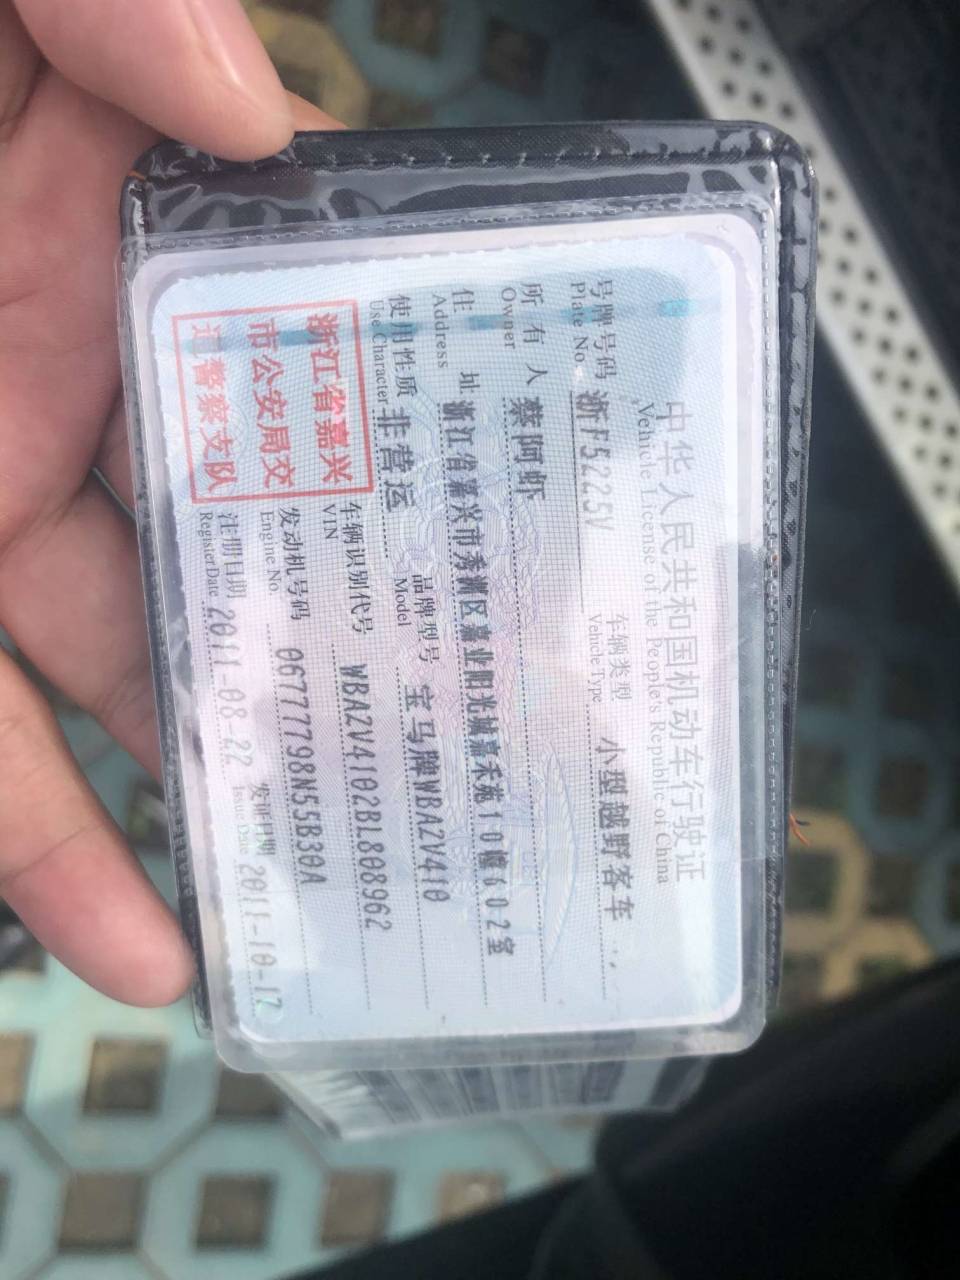 中华人民共和国机动车行驶证
Vehicle License of the People's Republic of China
号牌号码 浙F5225V 车辆类型 小型越野客车
Plate No. Vehicle Type
所有人 蔡阿虾
Owner
住址 浙江省嘉兴市秀洲区嘉业阳光城嘉禾苑10幢602室
Address
使用性质 非营运 品牌型号 宝马牌WBA2V410
Use Character Model
浙江省嘉兴
市公安局交
通警察支队
车辆识别代号 WBA2V4102BL808962
VIN
发动机号码 06777798N55B30A
Engine No.
注册日期 2011-08-22 发证日期 2011-10-17
Register Date Issue Date